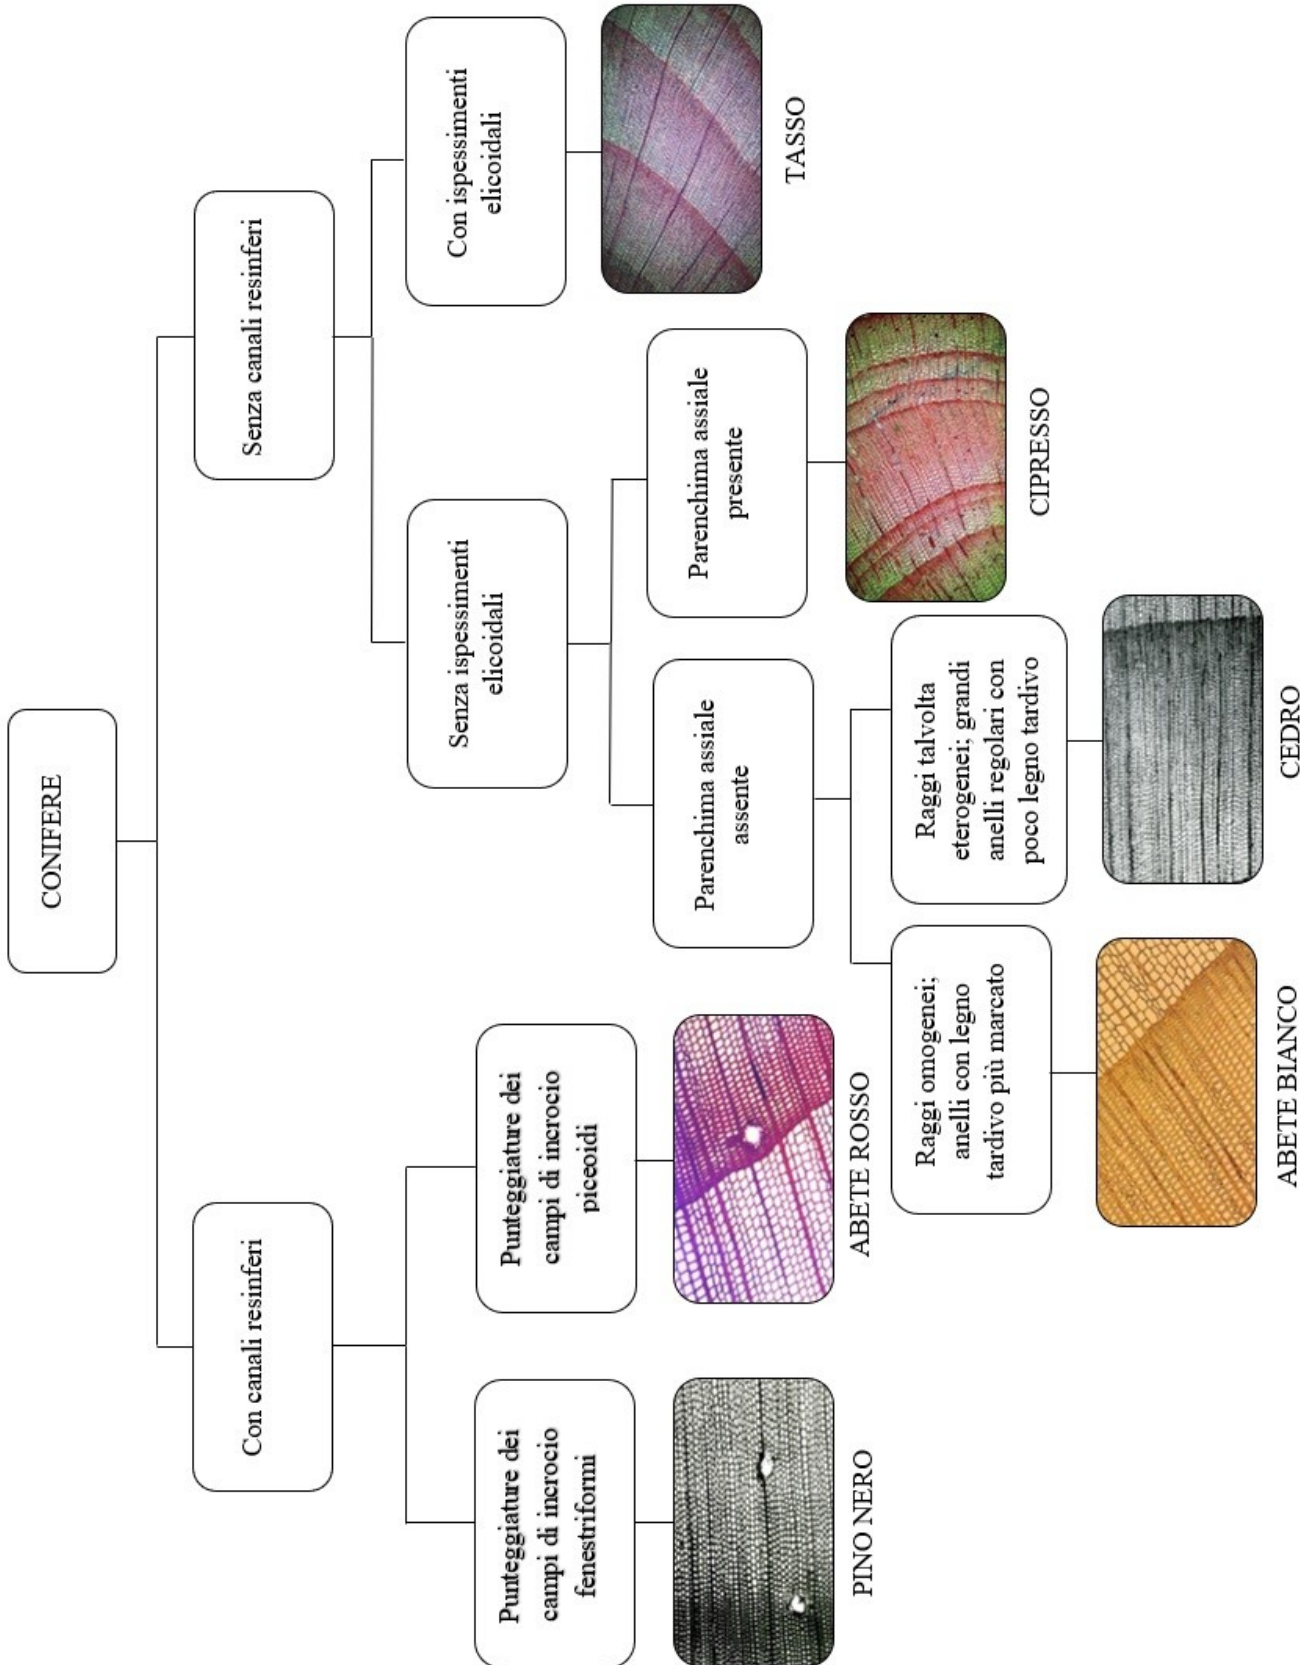 CONIFERE
Con canali resinferi
Senza canali resinferi
Punteggiature dei
campi di incrocio
fenestriformi
Punteggiature dei
campi di incrocio
piceoidi
Senza ispessimenti
elicoidali
Con ispessimenti
elicoidali
PINO NERO
ABETE ROSSO
Parenchima assiale
assente
Parenchima assiale
presente
TASSO
Raggi omogenei;
anelli con legno
tardivo più marcato
Raggi talvolta
eterogenei; grandi
anelli regolari con
poco legno tardivo
CIPRESSO
ABETE BIANCO
CEDRO